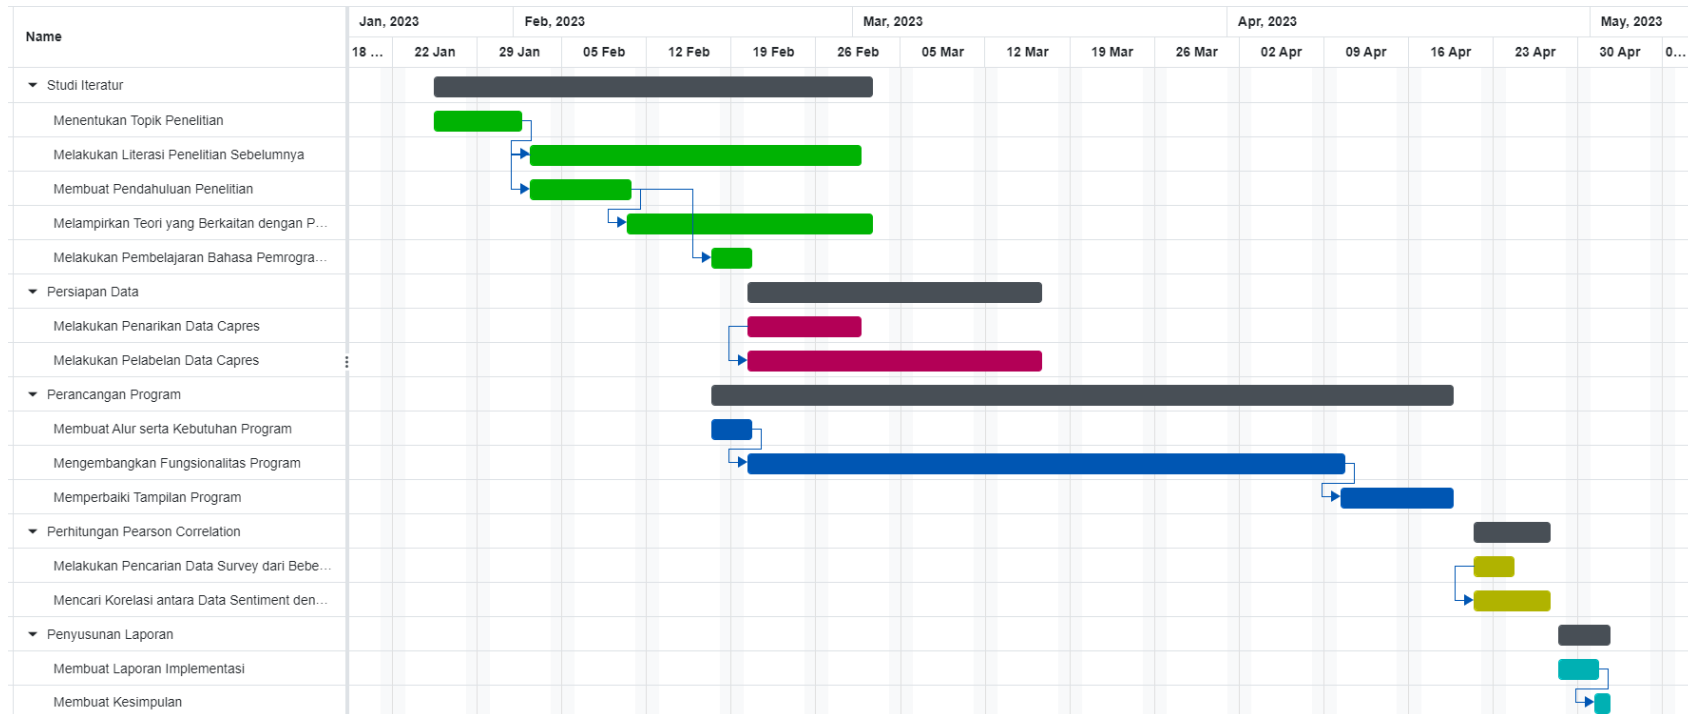 Name
Jan, 2023
Feb, 2023
Mar, 2023
Apr, 2023
May, 2023
18 ...
22 Jan
29 Jan
05 Feb
12 Feb
19 Feb
26 Feb
05 Mar
12 Mar
19 Mar
26 Mar
02 Apr
09 Apr
16 Apr
23 Apr
30 Apr
0...
Studi Iteratur
Menentukan Topik Penelitian
Melakukan Literasi Penelitian Sebelumnya
Membuat Pendahuluan Penelitian
Melampirkan Teori yang Berkaitan dengan P...
Melakukan Pembelajaran Bahasa Pemrogra...
Persiapan Data
Melakukan Penarikan Data Capres
Melakukan Pelabelan Data Capres
Perancangan Program
Membuat Alur serta Kebutuhan Program
Mengembangkan Fungsionalitas Program
Memperbaiki Tampilan Program
Perhitungan Pearson Correlation
Melakukan Pencarian Data Survey dari Bebe...
Mencari Korelasi antara Data Sentiment den...
Penyusunan Laporan
Membuat Laporan Implementasi
Membuat Kesimpulan